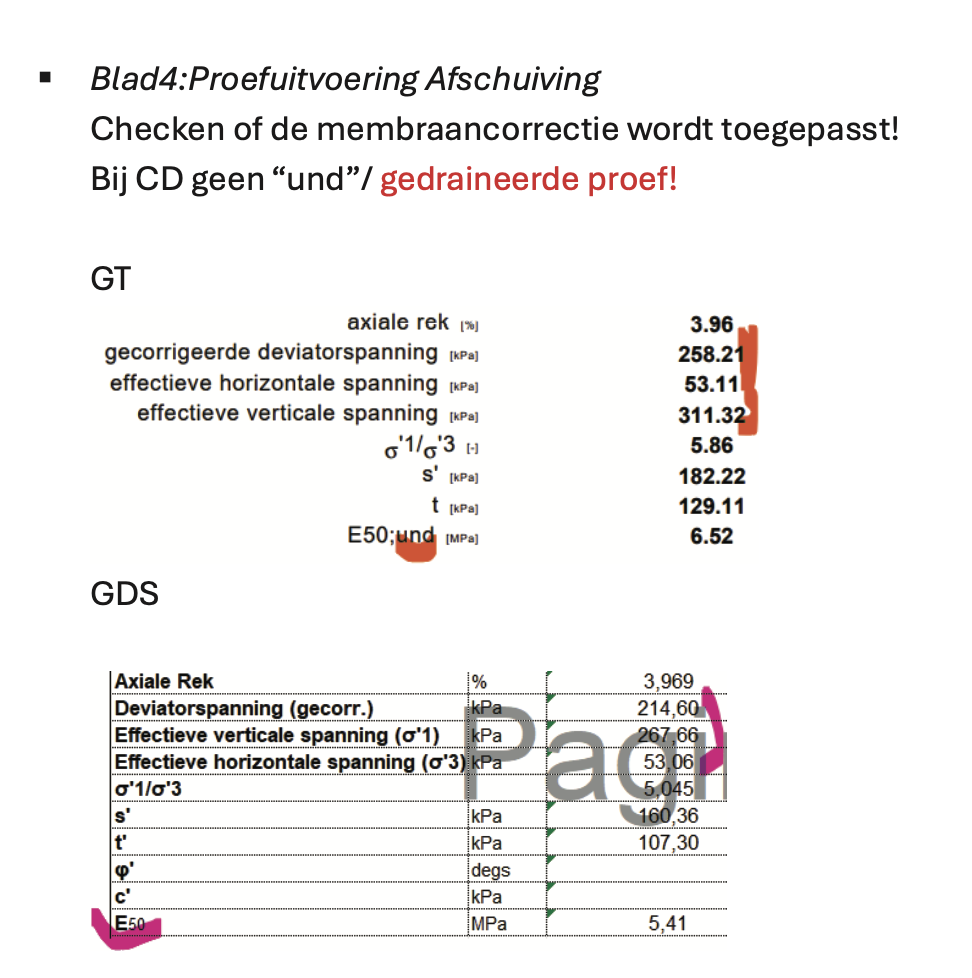 ▪ Blad4:Proefuitvoering Afschuiving
Checken of de membraancorrectie wordt toegepasst!
Bij CD geen “und”/ gedraineerde proef!
GT
axiale rek [%] 3.96
gecorrigeerde deviatorspanning [kPa] 258.21
effectieve horizontale spanning [kPa] 53.11
effectieve verticale spanning [kPa] 311.32
σ'1/σ'3 [-] 5.86
s' [kPa] 182.22
t [kPa] 129.11
E50;und [MPa] 6.52
GDS
Axiale Rek % 3,969
Deviatorspanning (gecorr.) kPa 214,60
Effectieve verticale spanning (σ'1) kPa 267,66
Effectieve horizontale spanning (σ'3) kPa 53,06
σ'1/σ'3 5,045
s' kPa 160,36
t' kPa 107,30
φ' degs
c' kPa
E50 MPa 5,41
Pagi